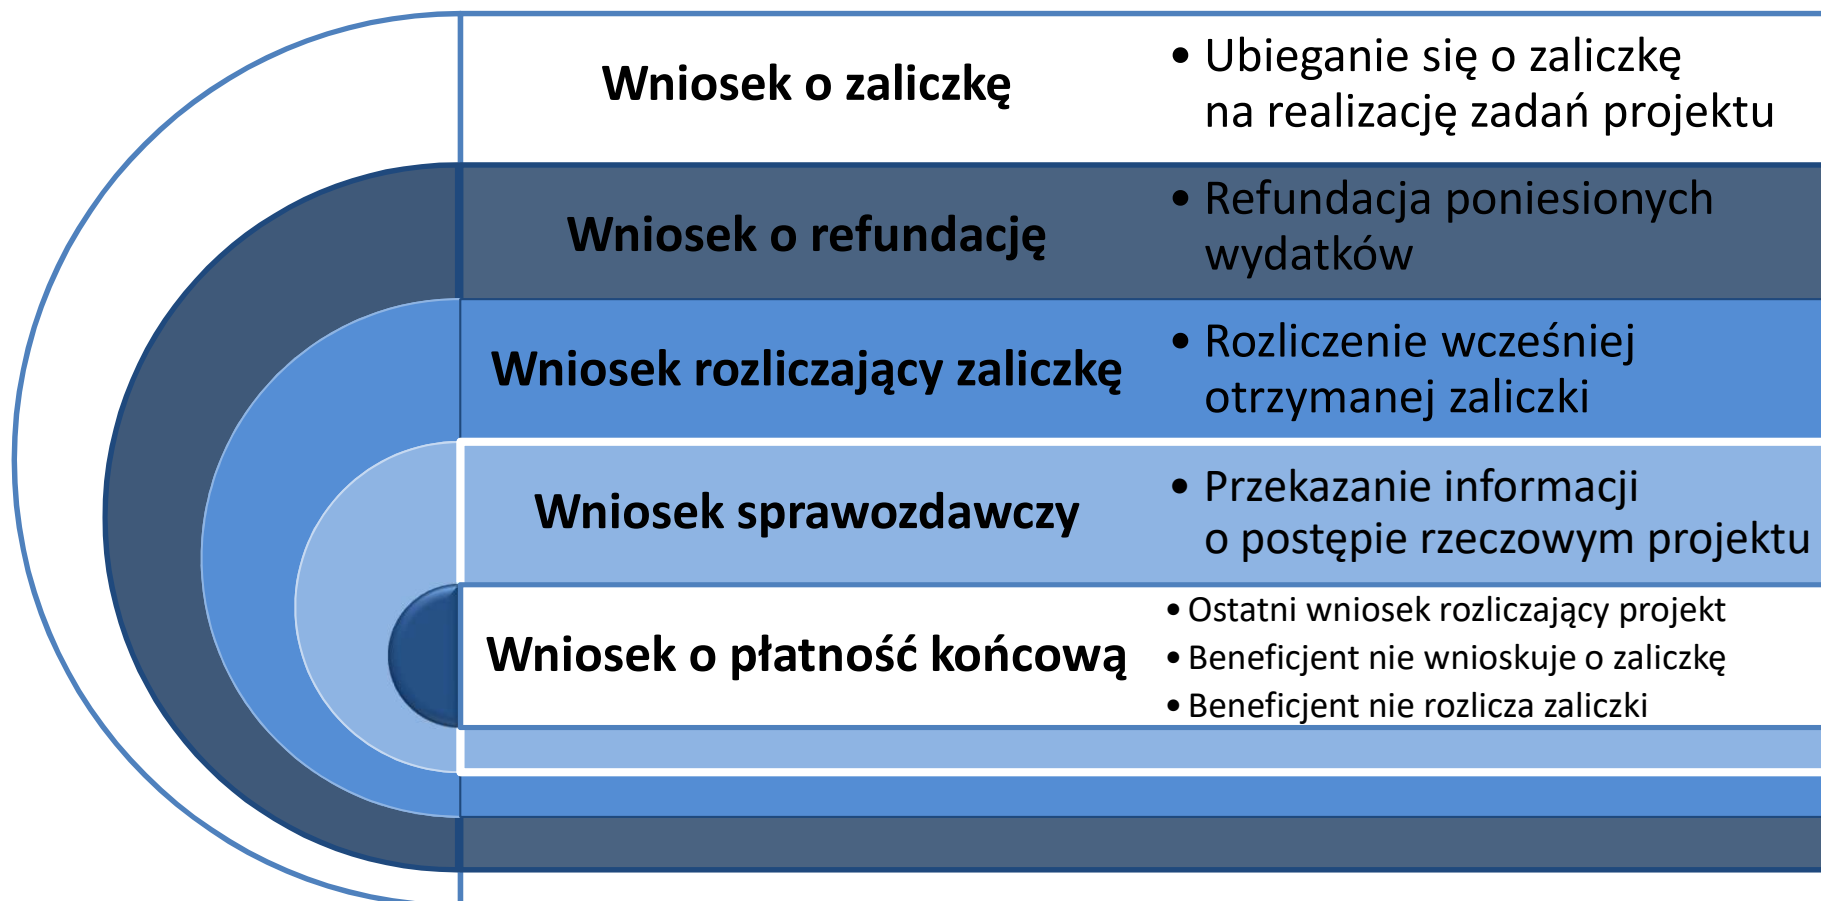 Wniosek o zaliczkę
• Ubieganie się o zaliczkę
na realizację zadań projektu
Wniosek o refundację
• Refundacja poniesionych
wydatków
Wniosek rozliczający zaliczkę
• Rozliczenie wcześniej
otrzymanej zaliczki
Wniosek sprawozdawczy
• Przekazanie informacji
o postępie rzeczowym projektu
Wniosek o płatność końcową
• Ostatni wniosek rozliczający projekt
• Beneficjent nie wnioskuje o zaliczkę
• Beneficjent nie rozlicza zaliczki